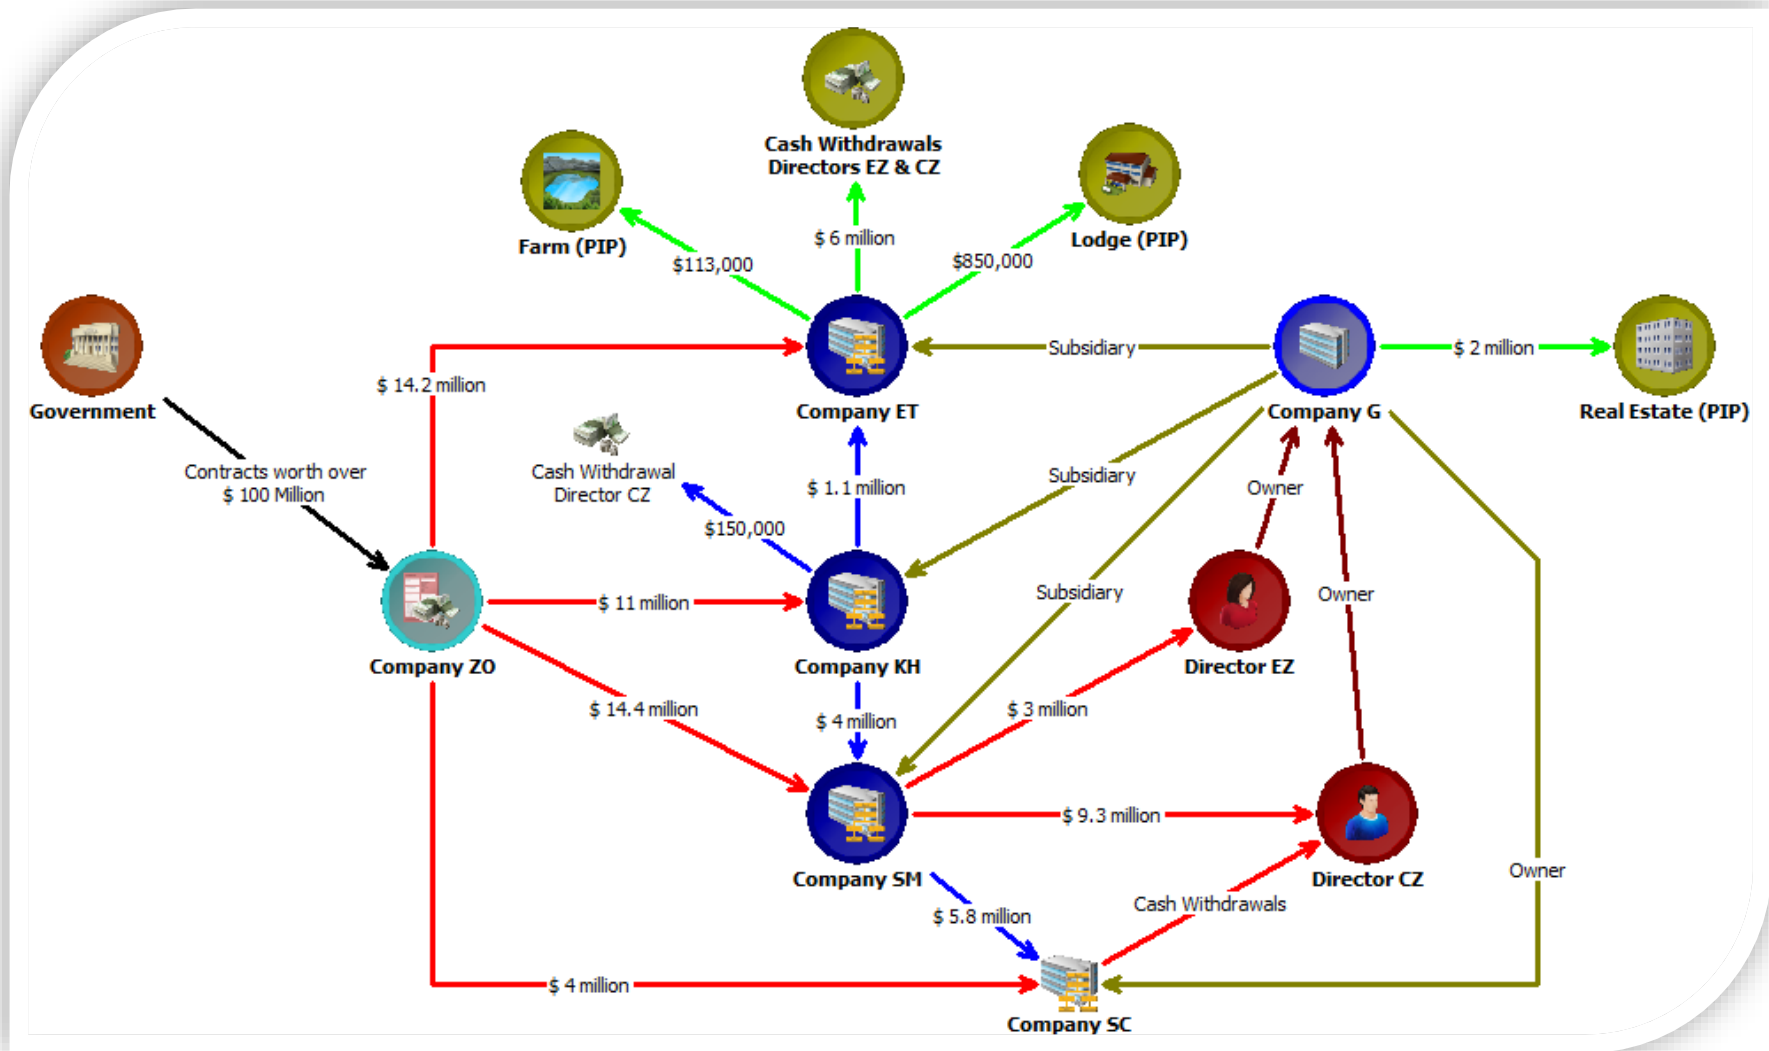 Cash Withdrawals
Directors EZ & CZ
Farm (PIP)
Lodge (PIP)
$ 6 million
$113,000
$850,000
Government
$ 14.2 million
Company ET
Subsidiary
Company G
$ 2 million
Real Estate (PIP)
Contracts worth over
$ 100 Million
Cash Withdrawal
Director CZ
$ 1.1 million
$150,000
Subsidiary
Owner
Subsidiary
Owner
Company ZO
$ 11 million
Company KH
Director EZ
$ 14.4 million
$ 4 million
$ 3 million
Company SM
$ 9.3 million
Director CZ
Owner
$ 5.8 million
Cash Withdrawals
$ 4 million
Company SC